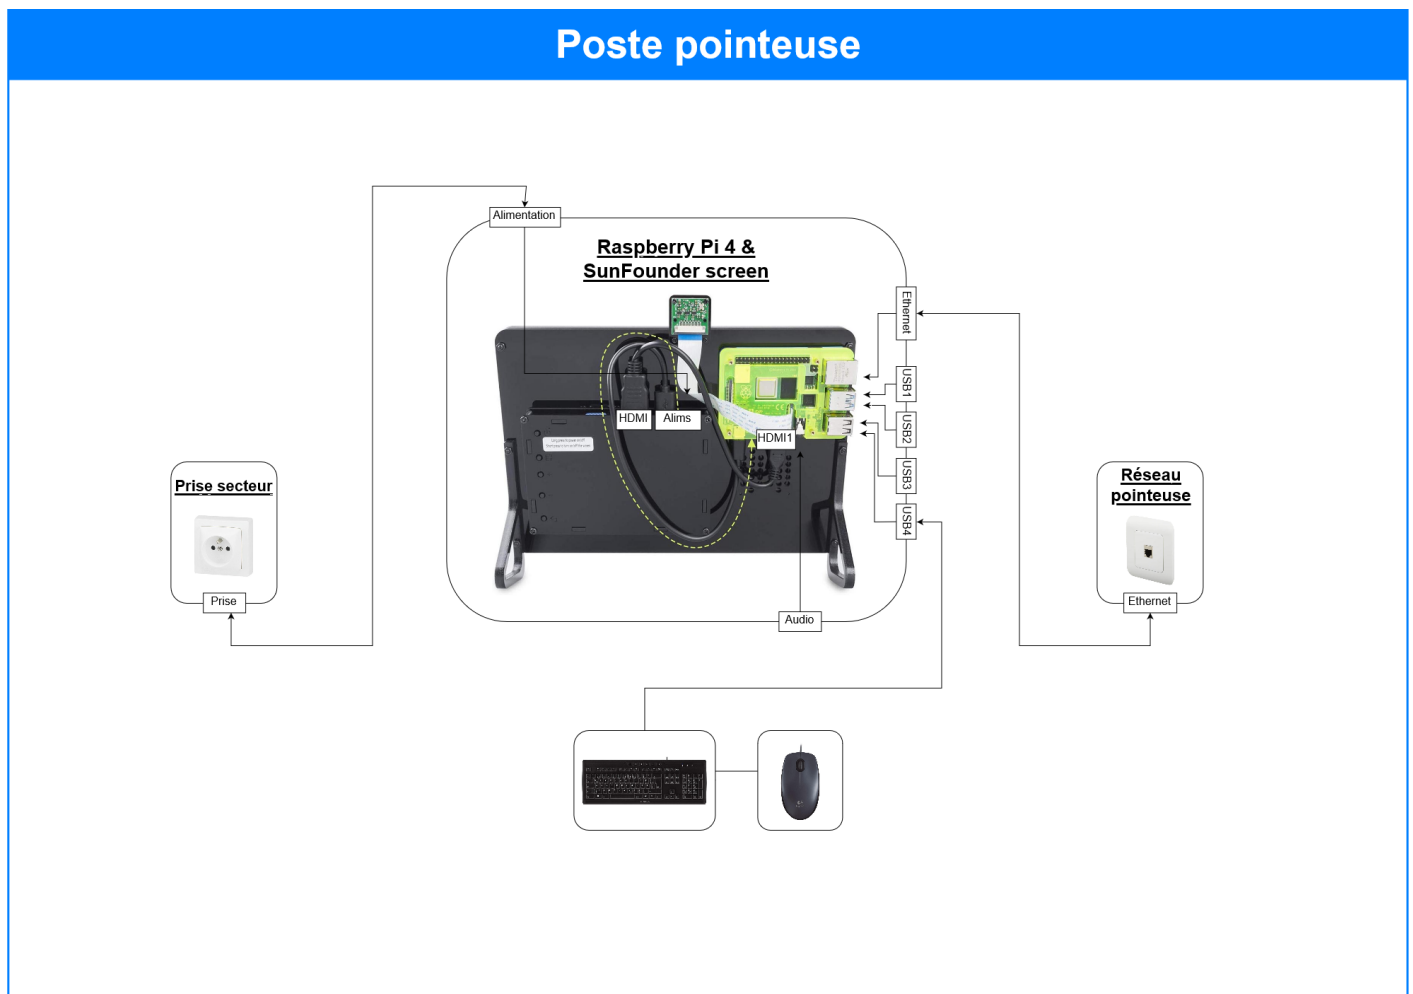 Poste pointeuse
Alimentation
Raspberry Pi 4 &
SunFounder screen
Ethernet
USB1
USB2
USB3
USB4
HDMI
Alims
HDMI1
Audio
Prise secteur
Prise
Réseau
pointeuse
Ethernet